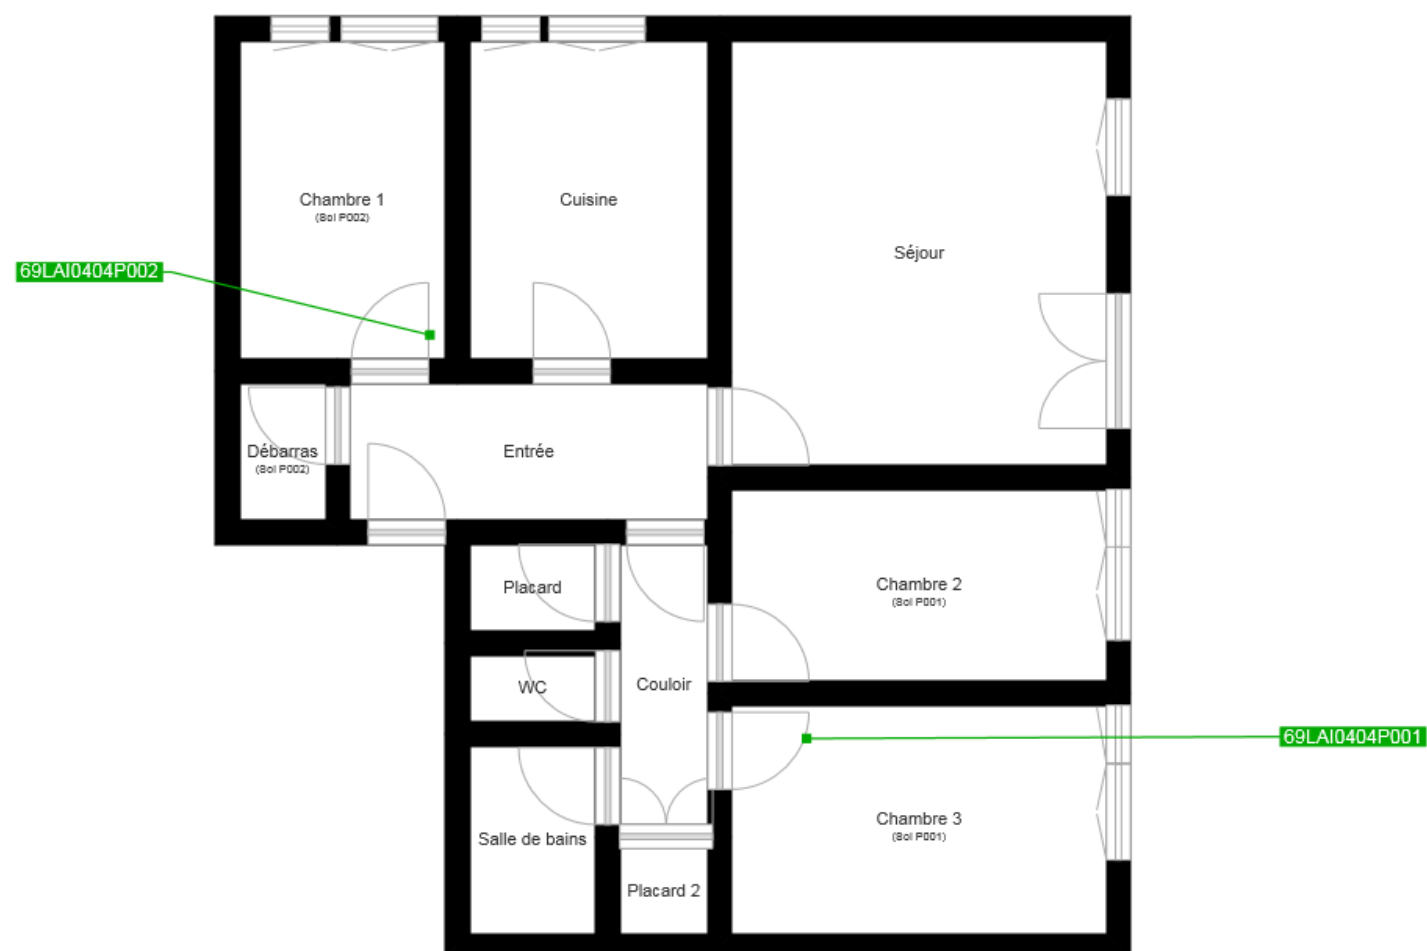 Chambre 1
(Sol P002)
Cuisine
Séjour
69LAI0404P002
Débarras
(Sol P002)
Entrée
Placard
Chambre 2
(Sol P001)
WC
Couloir
69LAI0404P001
Chambre 3
(Sol P001)
Salle de bains
Placard 2